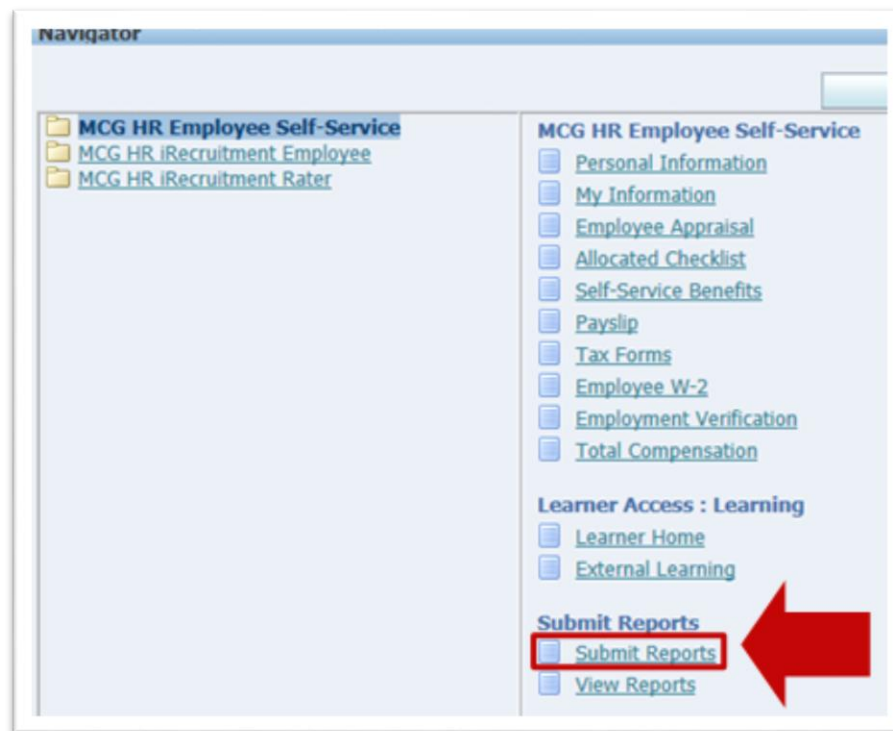 Navigator
MCG HR Employee Self-Service
MCG HR iRecruitment Employee
MCG HR iRecruitment Rater
MCG HR Employee Self-Service
Personal Information
My Information
Employee Appraisal
Allocated Checklist
Self-Service Benefits
Payslip
Tax Forms
Employee W-2
Employment Verification
Total Compensation
Learner Access : Learning
Learner Home
External Learning
Submit Reports
Submit Reports
View Reports